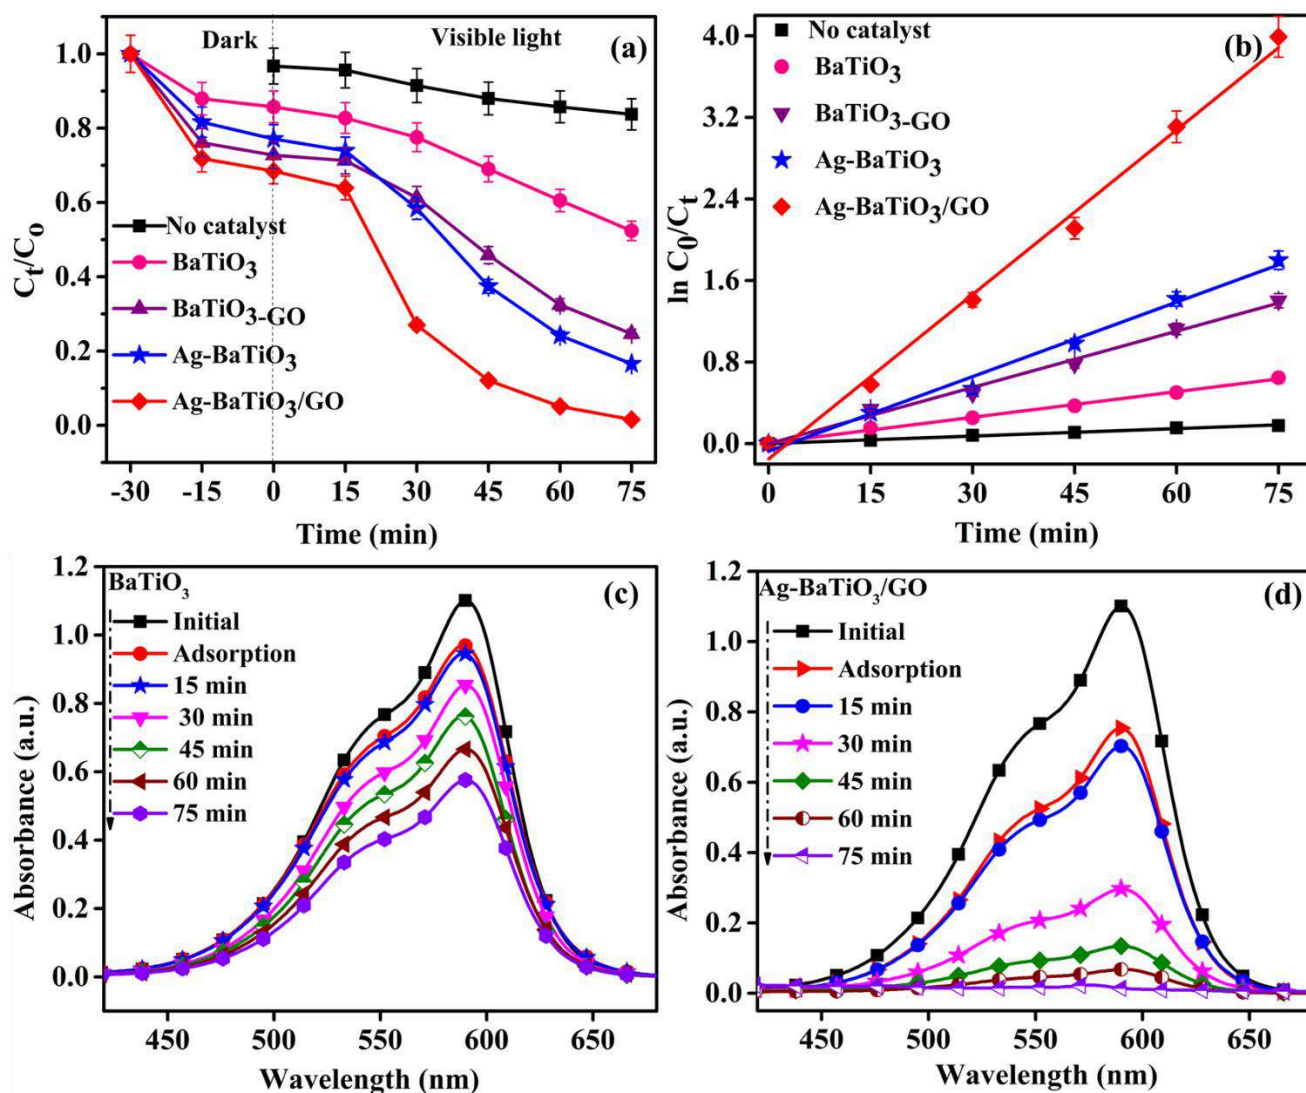 Dark
Visible light
(a)
1.0
0.8
0.6
0.4
0.2
0.0
Cₜ/Cₒ
No catalyst
BaTiO₃
BaTiO₃-GO
Ag-BaTiO₃
Ag-BaTiO₃/GO
-30 -15 0 15 30 45 60 75
Time (min)
(b)
4.0
3.2
2.4
1.6
0.8
0.0
ln C₀/Cₜ
No catalyst
BaTiO₃
BaTiO₃-GO
Ag-BaTiO₃
Ag-BaTiO₃/GO
0 15 30 45 60 75
Time (min)
(c)
1.2
1.0
0.8
0.6
0.4
0.2
0.0
Absorbance (a.u.)
BaTiO₃
Initial
Adsorption
15 min
30 min
45 min
60 min
75 min
450 500 550 600 650
Wavelength (nm)
(d)
1.2
1.0
0.8
0.6
0.4
0.2
0.0
Absorbance (a.u.)
Ag-BaTiO₃/GO
Initial
Adsorption
15 min
30 min
45 min
60 min
75 min
450 500 550 600 650
Wavelength (nm)